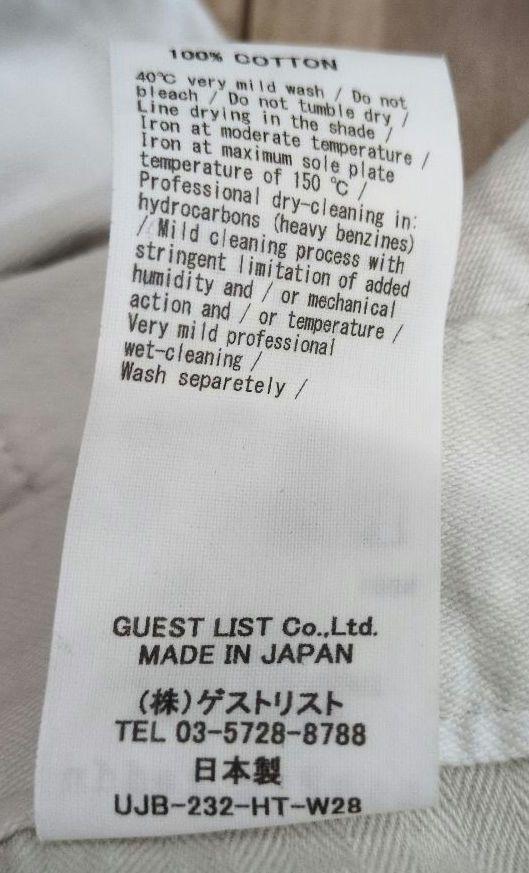 100% COTTON
40℃ very mild wash / Do not
bleach / Do not tumble dry /
Line drying in the shade /
Iron at moderate temperature /
Iron at maximum sole plate
temperature of 150 ℃ /
Professional dry-cleaning in:
hydrocarbons (heavy benzines)
/ Mild cleaning process with
stringent limitation of added
humidity and / or mechanical
action and / or temperature /
Very mild professional
wet-cleaning /
Wash separetely /
GUEST LIST Co.,Ltd.
MADE IN JAPAN
(株)ゲストリスト
TEL 03-5728-8788
日本製
UJB-232-HT-W28